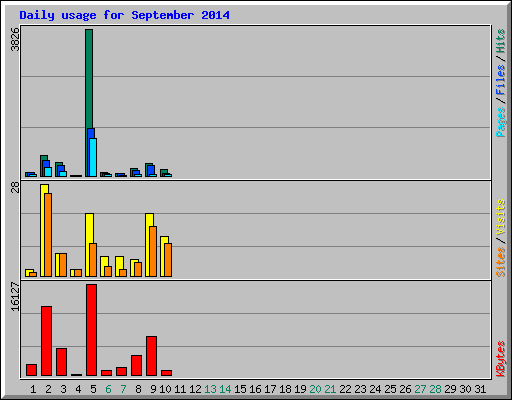 Daily usage for September 2014
3826
Pages / Files / Hits
28
Sites / Visits
16127
KBytes
1 2 3 4 5 6 7 8 9 10 11 12 13 14 15 16 17 18 19 20 21 22 23 24 25 26 27 28 29 30 31